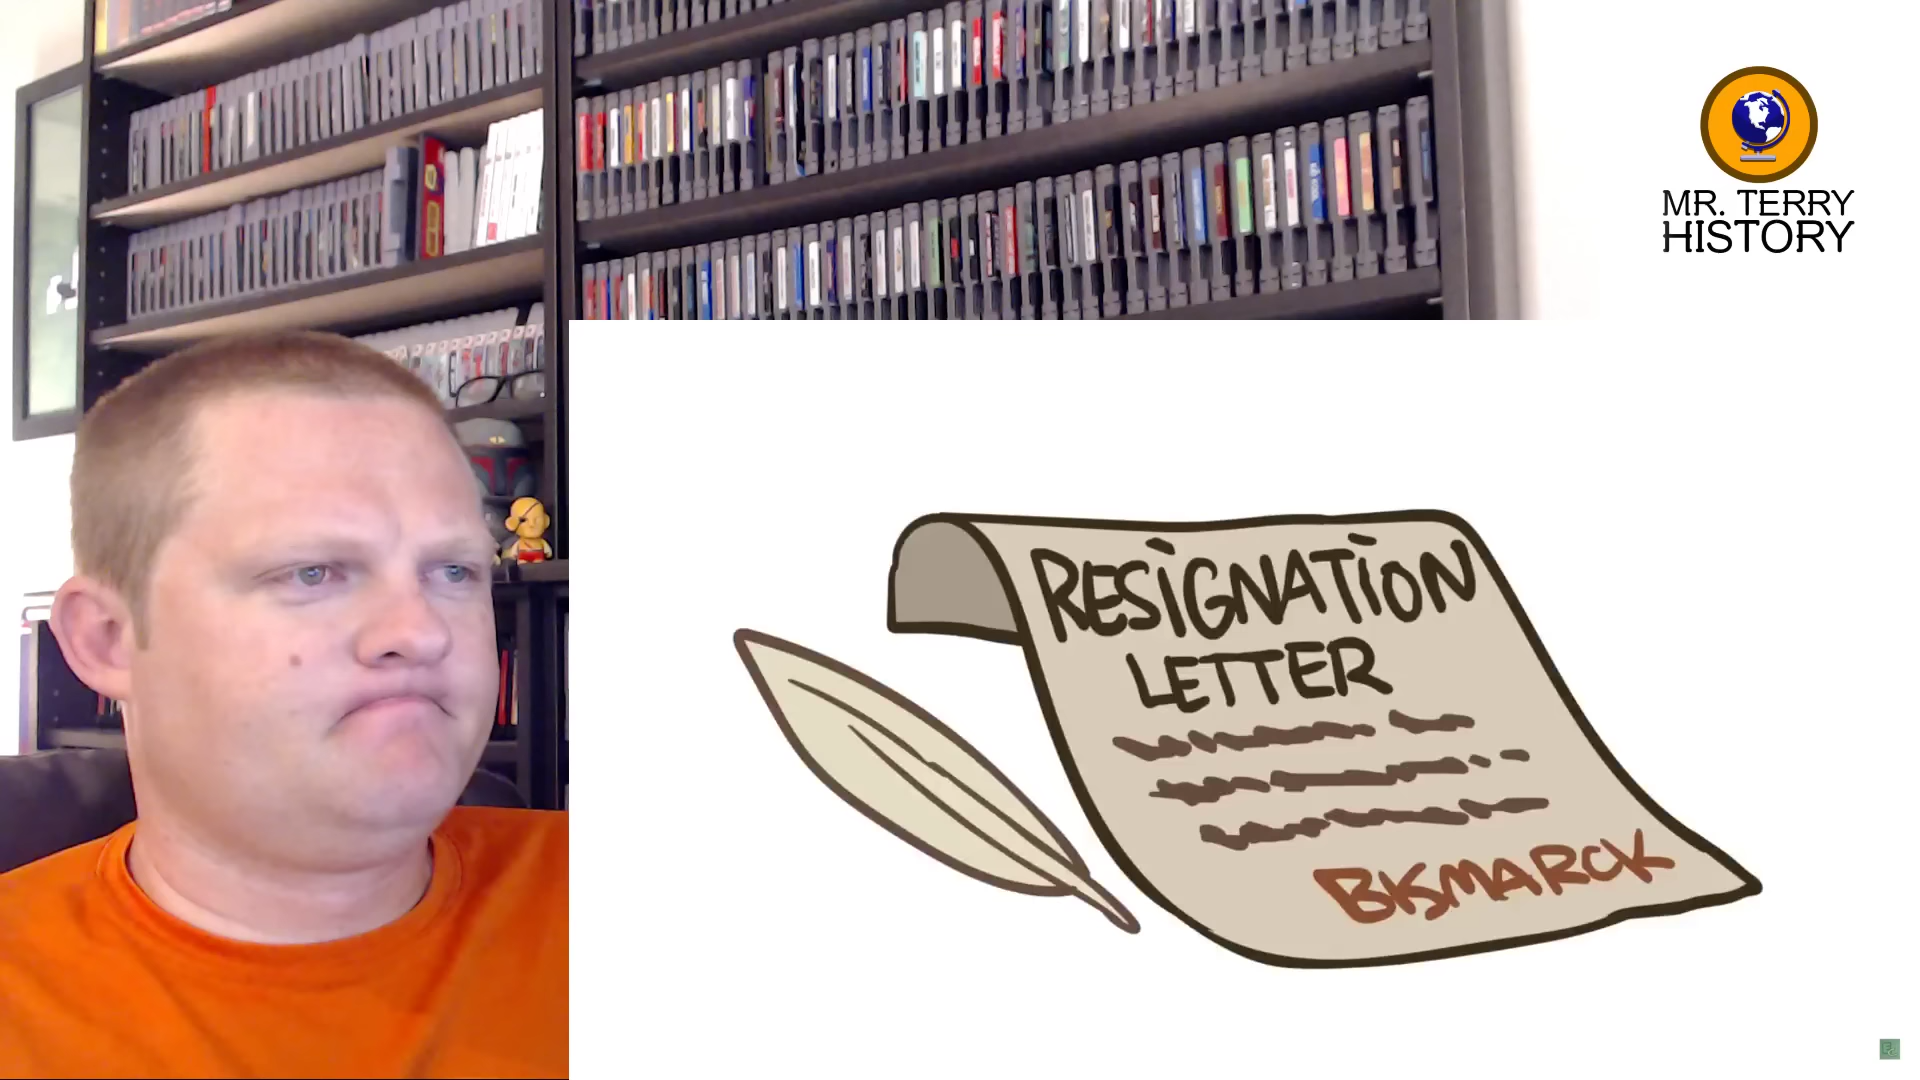 MR. TERRY
HISTORY
RESIGNATION
LETTER
BISMARCK